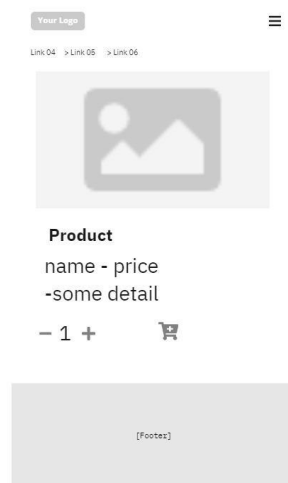 Your Logo
Link 04 > Link 05 > Link 06
Product
name - price
-some detail
1
[Footer]